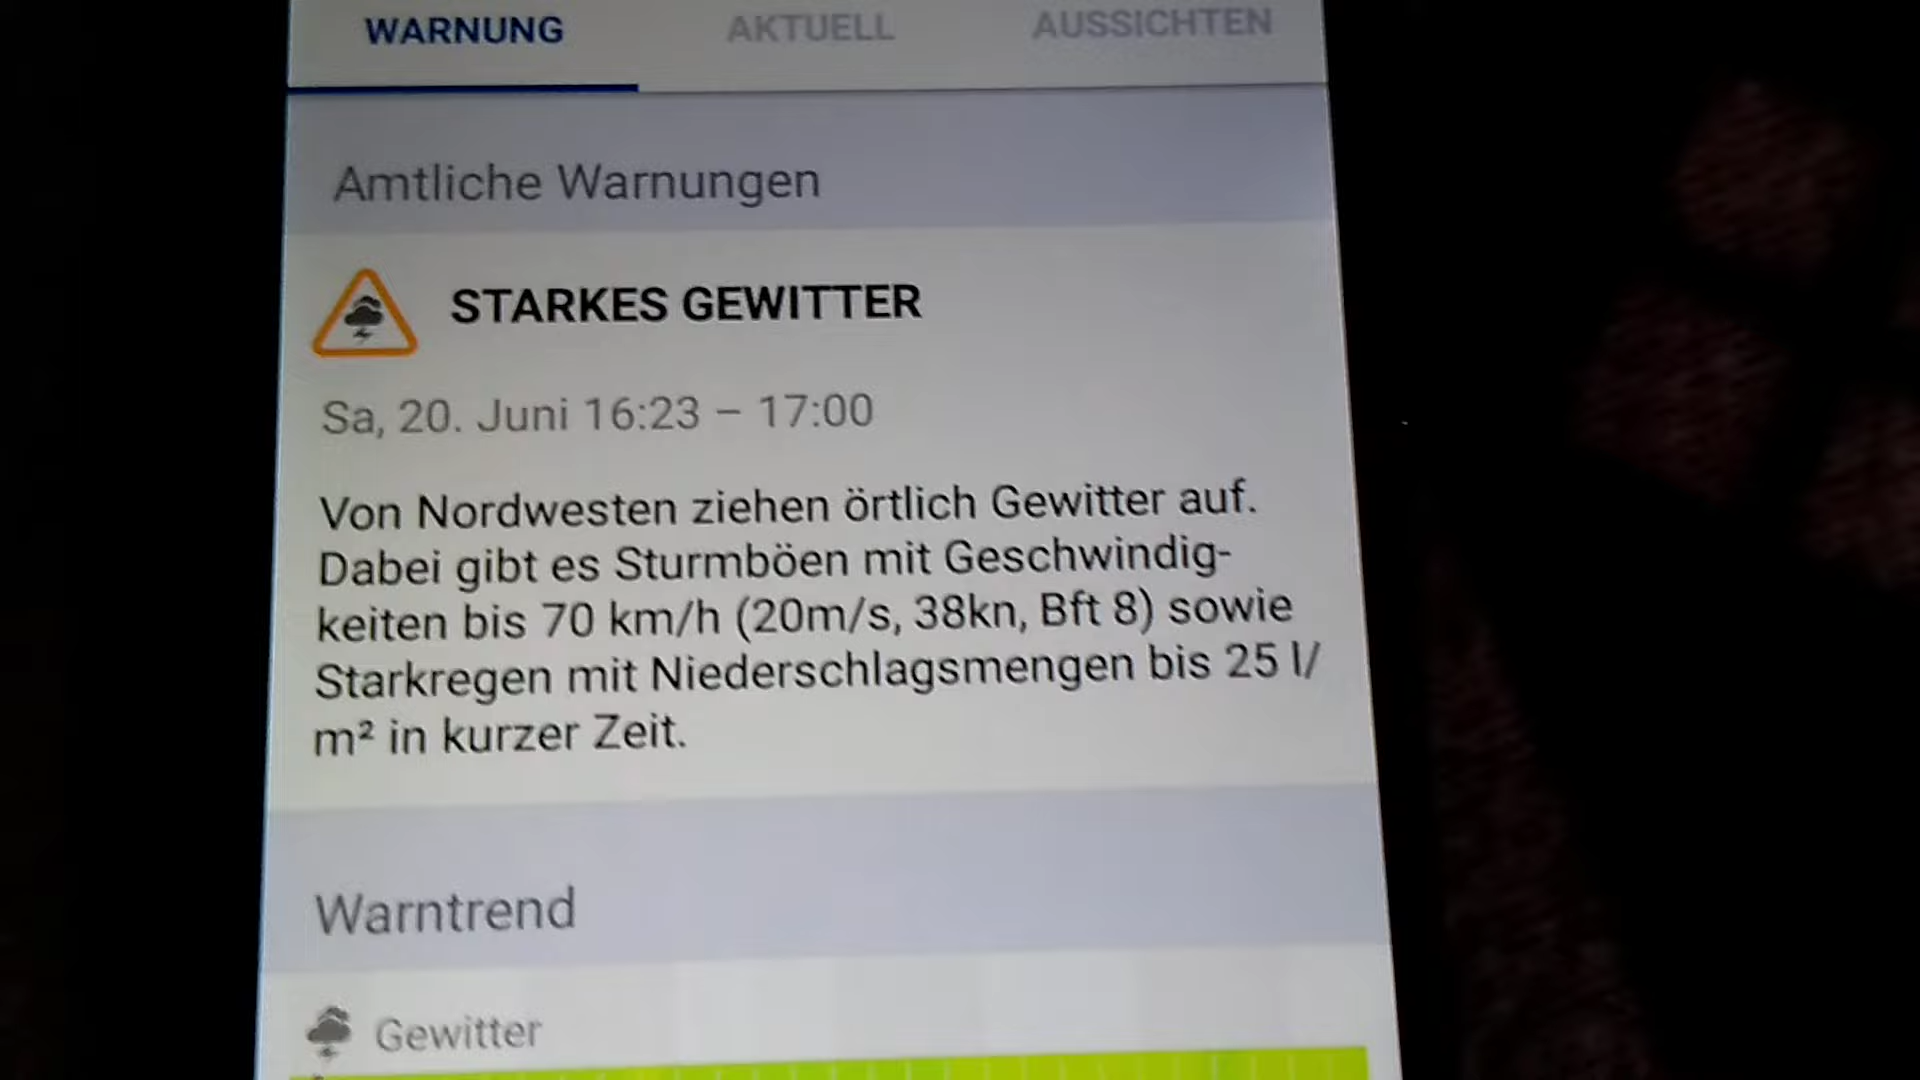 WARNUNG AKTUELL AUSSICHTEN
Amtliche Warnungen
STARKES GEWITTER
Sa, 20. Juni 16:23 – 17:00
Von Nordwesten ziehen örtlich Gewitter auf.
Dabei gibt es Sturmböen mit Geschwindig-
keiten bis 70 km/h (20m/s, 38kn, Bft 8) sowie
Starkregen mit Niederschlagsmengen bis 25 l/
m² in kurzer Zeit.
Warntrend
Gewitter